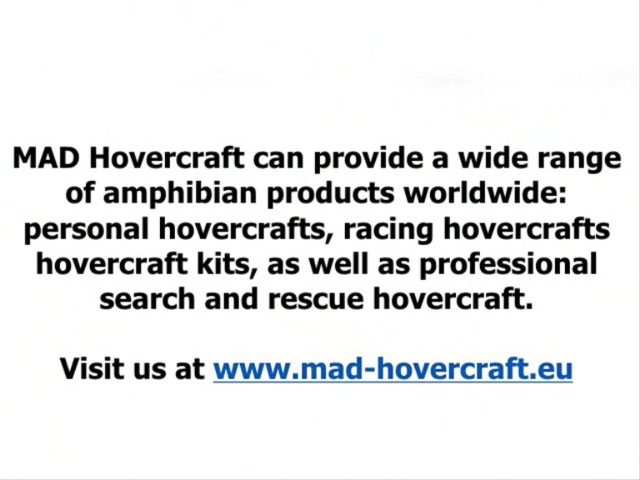 MAD Hovercraft can provide a wide range
of amphibian products worldwide:
personal hovercrafts, racing hovercrafts
hovercraft kits, as well as professional
search and rescue hovercraft.
Visit us at www.mad-hovercraft.eu